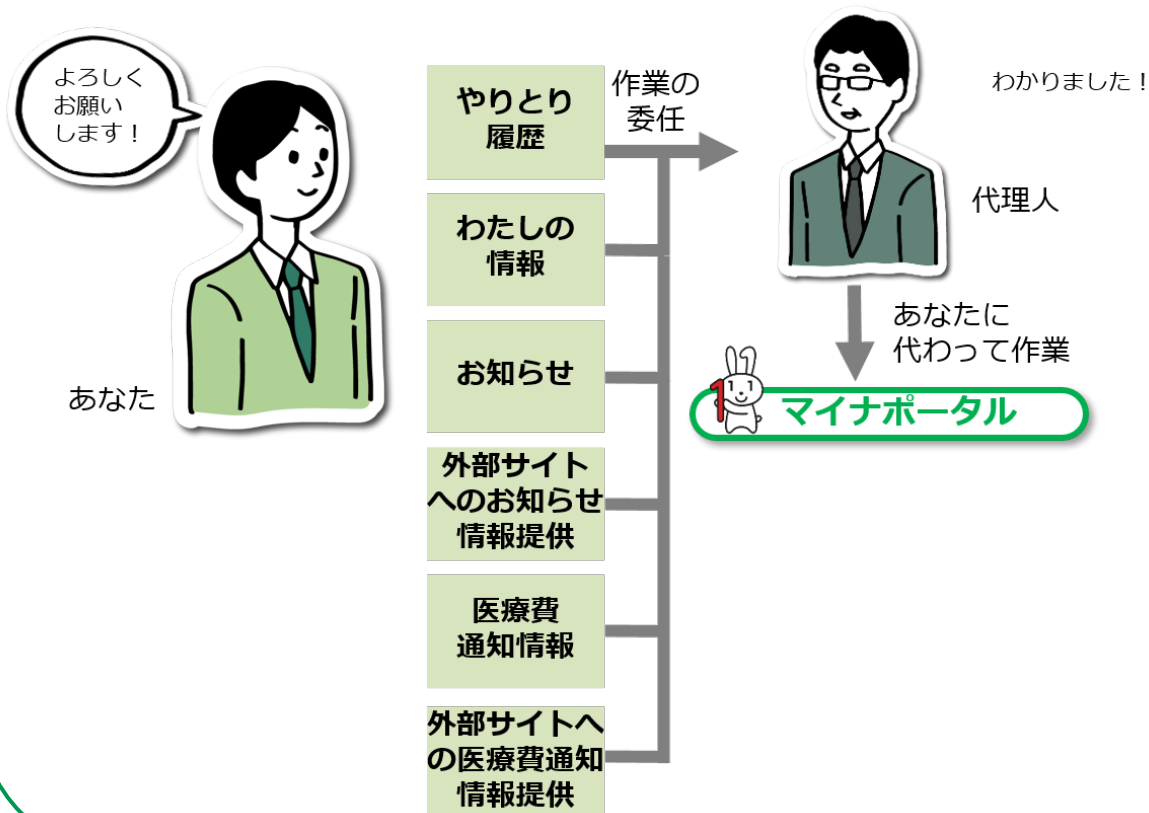 よろしく
お願い
します！
あなた
やりとり
履歴
わたしの
情報
お知らせ
外部サイト
へのお知らせ
情報提供
医療費
通知情報
外部サイトへ
の医療費通知
情報提供
作業の
委任
わかりました！
代理人
あなたに
代わって作業
1
マイナポータル